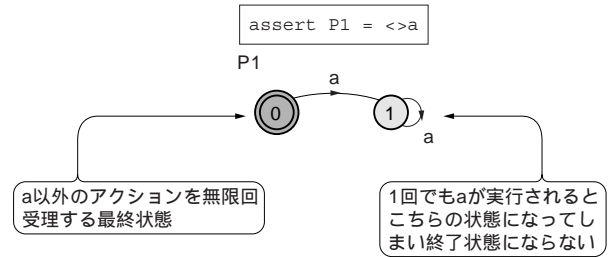 assert P1 = <>a
P1
a
0
1
a
a以外のアクションを無限回
受理する最終状態
1回でもaが実行されると
こちらの状態になってし
まい終了状態にならない